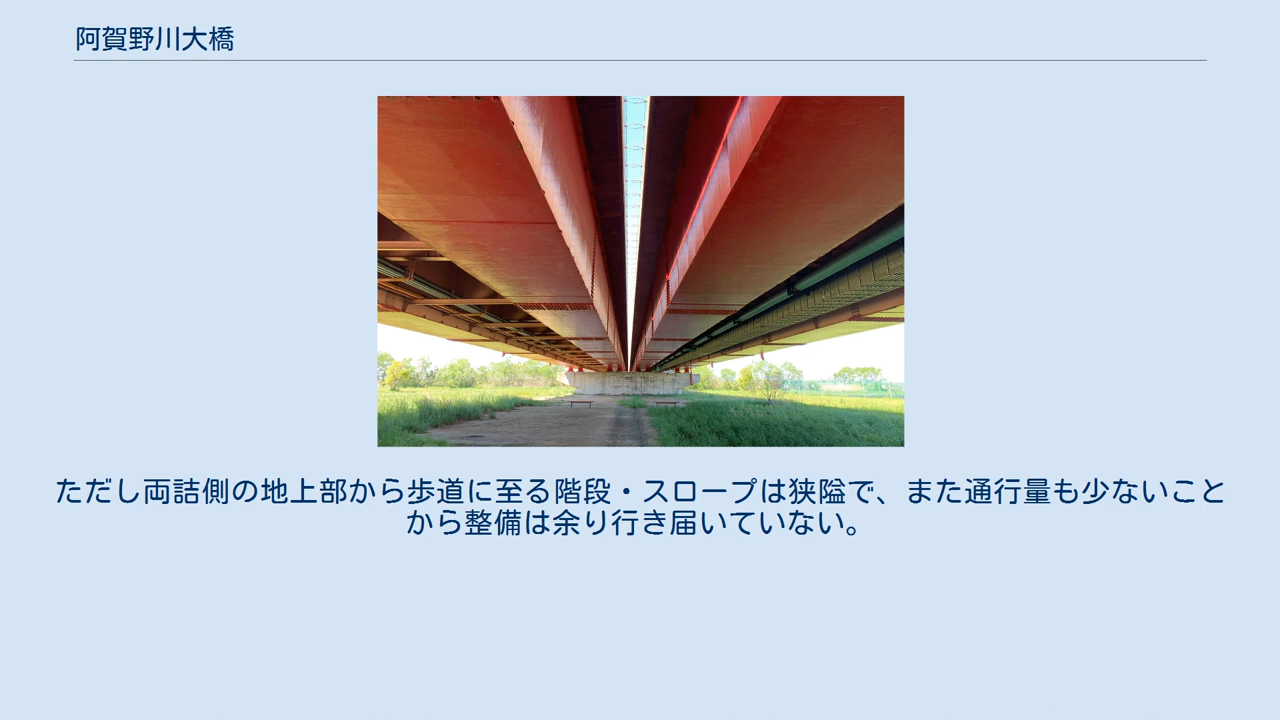 阿賀野川大橋
ただし両詰側の地上部から歩道に至る階段・スロープは狭隘で、また通行量も少ないこと
から整備は余り行き届いていない。